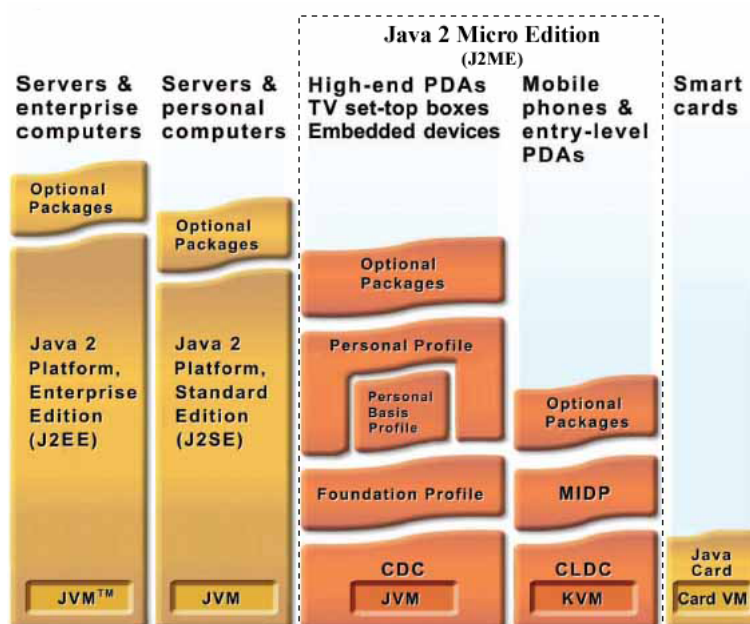 Java 2 Micro Edition
(J2ME)
Servers &
enterprise
computers
Servers &
personal
computers
High-end PDAs
TV set-top boxes
Embedded devices
Mobile
phones &
entry-level
PDAs
Smart
cards
Optional
Packages
Java 2
Platform,
Enterprise
Edition
(J2EE)
JVM™
Optional
Packages
Java 2
Platform,
Standard
Edition
(J2SE)
JVM
Optional
Packages
Personal Profile
Personal
Basis
Profile
Foundation Profile
CDC
JVM
Optional
Packages
MIDP
CLDC
KVM
Java
Card
Card VM